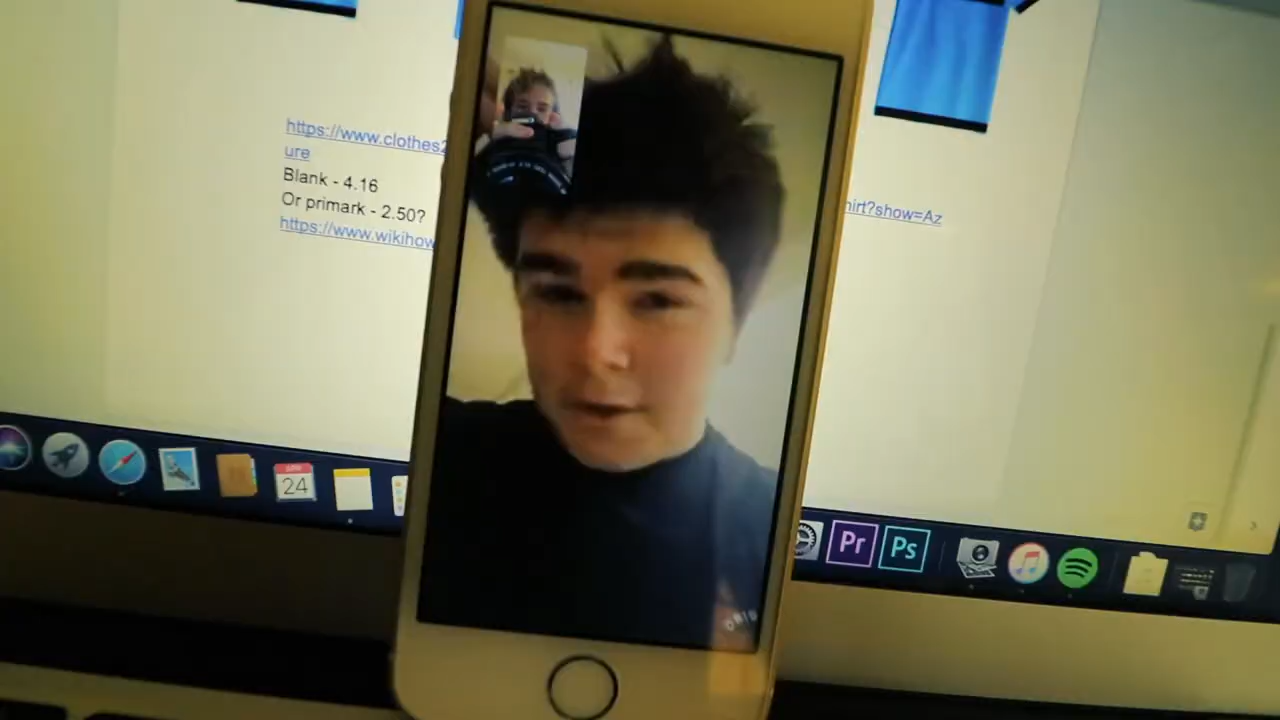 https://www.clothes2
ure
Blank - 4.16
Or primark - 2.50?
https://www.wikihow
hirt?show=Az
24
Pr
Ps